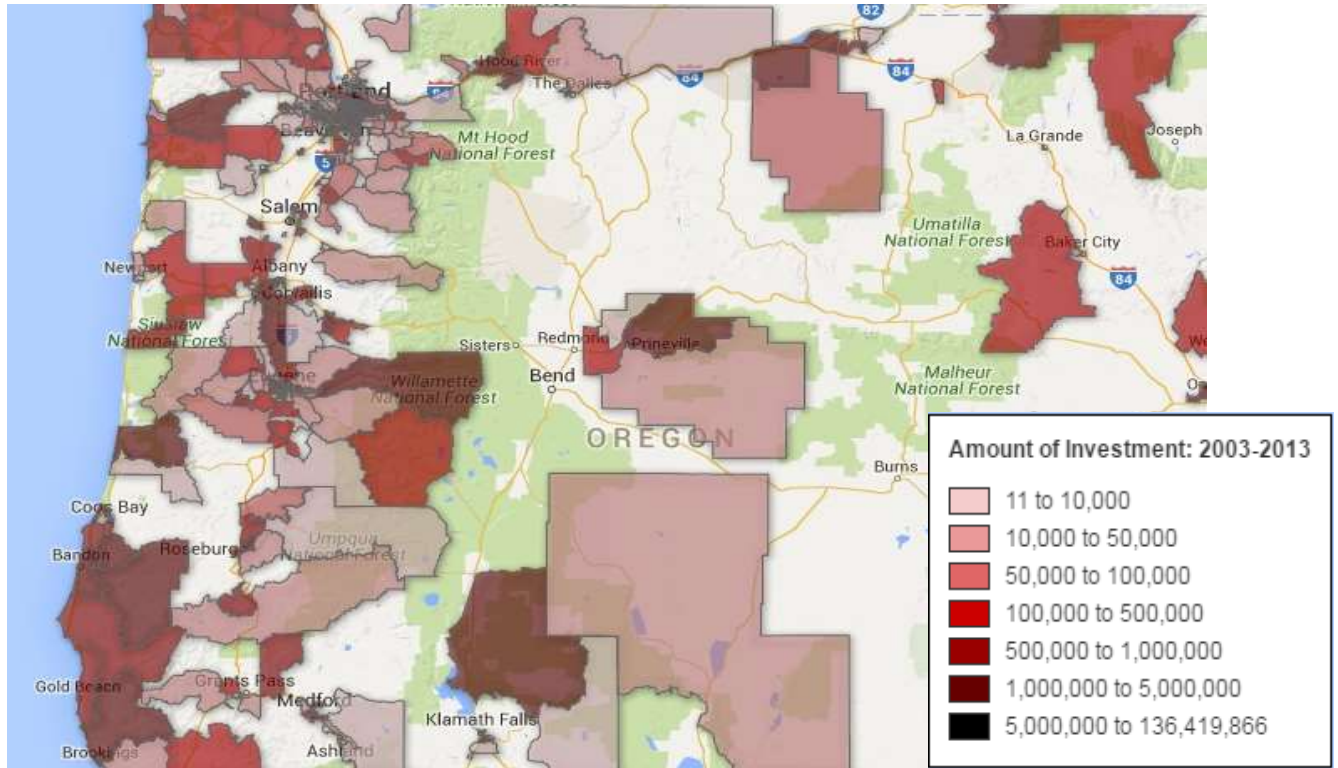 82
Hood River
The Dalles
84
84
Portland
Beaverton
Mt Hood
National Forest
La Grande
Joseph
5
Salem
Umatilla
National Forest
Baker City
Newport
Albany
84
Corvallis
Siuslaw
National Forest
Sisters
Redmond
Prineville
Eugene
Bend
Willamette
National Forest
Malheur
National Forest
O
OREGON
Burns
Coos Bay
Bandon
Roseburg
Umpqua
National Forest
Gold Beach
Grants Pass
Medford
Klamath Falls
Brookings
Ashland
Amount of Investment: 2003-2013
11 to 10,000
10,000 to 50,000
50,000 to 100,000
100,000 to 500,000
500,000 to 1,000,000
1,000,000 to 5,000,000
5,000,000 to 136,419,866